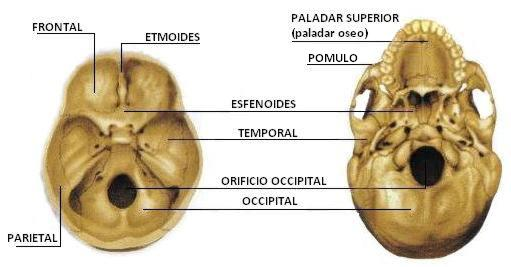 FRONTAL
ETMOIDES
PALADAR SUPERIOR
(paladar oseo)
POMULO
ESFENOIDES
TEMPORAL
ORIFICIO OCCIPITAL
OCCIPITAL
PARIETAL